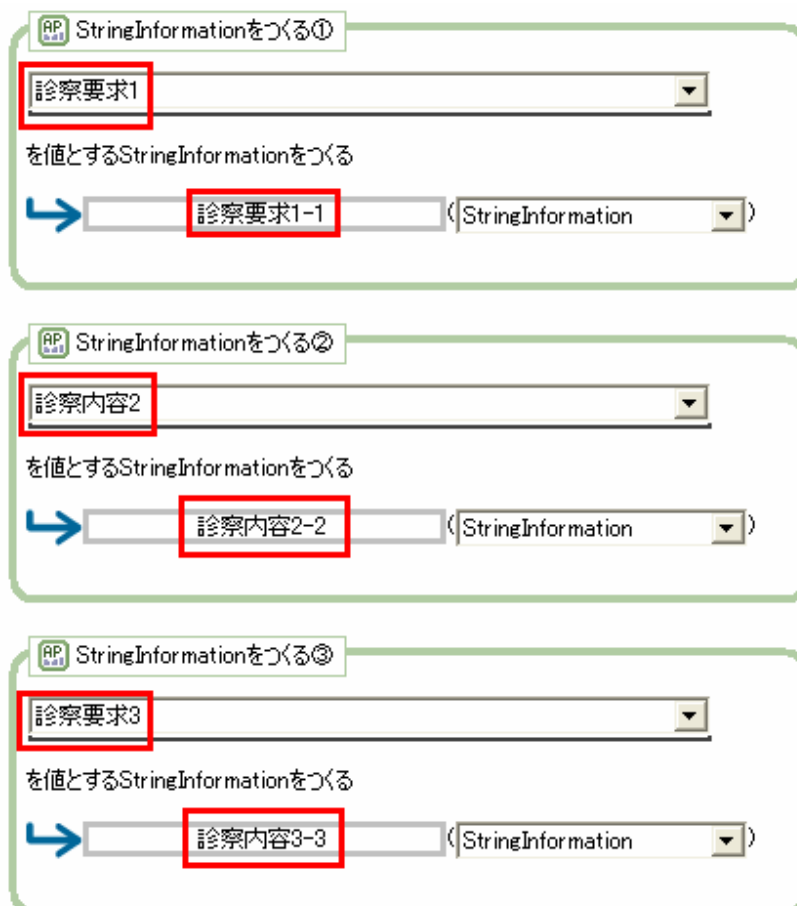 StringInformationをつくる①
診察要求1
を値とするStringInformationをつくる
診察要求1-1 (StringInformation)
StringInformationをつくる②
診察内容2
を値とするStringInformationをつくる
診察内容2-2 (StringInformation)
StringInformationをつくる③
診察要求3
を値とするStringInformationをつくる
診察内容3-3 (StringInformation)